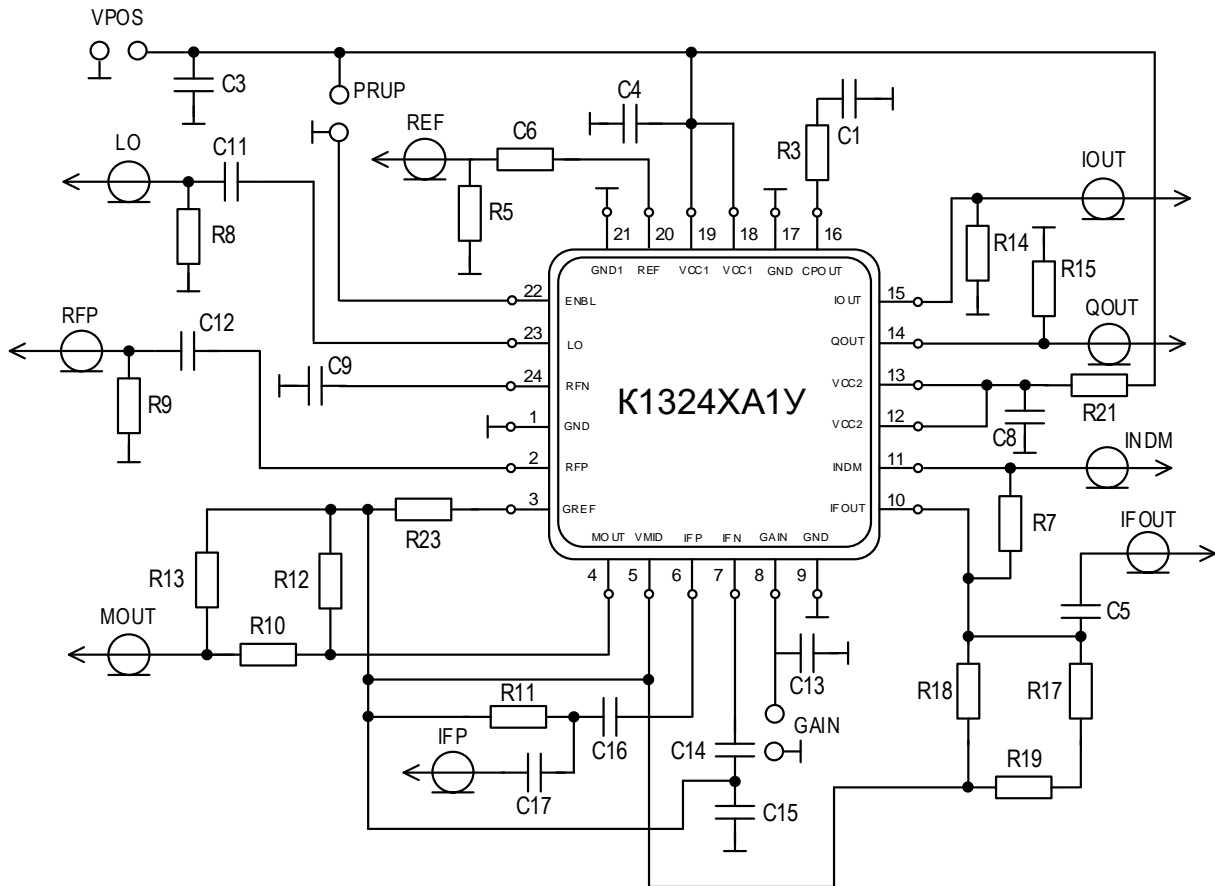 VPOS
C3
PRUP
C4
C1
LO
C11
REF
C6
R3
IOUT
R8
R5
21 20 19 18 17 16
GND1 REF VCC1 VCC1 GND CPOUT
R14
R15
RFP
C12
22 ENBL
IOUT 15
QOUT
23 LO
QOUT 14
C9
24 RFN
VCC2 13
R9
К1324ХА1У
R21
1 GND
VCC2 12
C8
INDM
2 RFP
INDM 11
3 GREF
IFOUT 10
R23
R7
IFOUT
MOUT VMID IFP IFN GAIN GND
4 5 6 7 8 9
R13
R12
MOUT
R10
C5
C13
R11
R18
R17
IFP
C16
C14
GAIN
C17
R19
C15